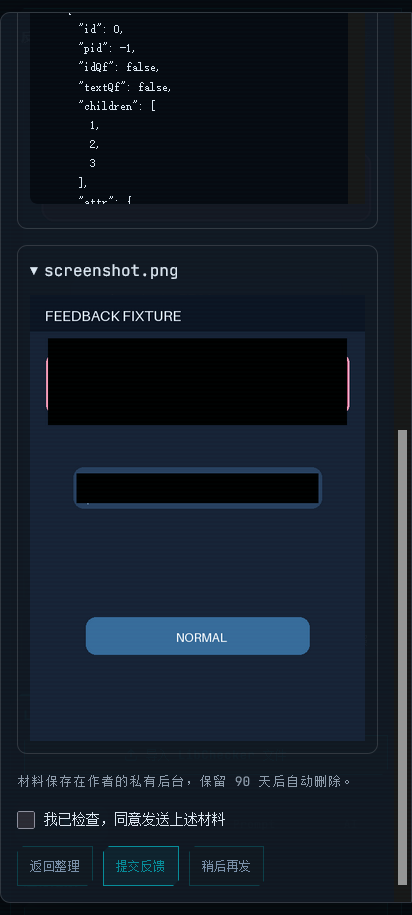 "id": 0,
"pid": -1,
"idQf": false,
"textQf": false,
"children": [
1,
2,
3
],
"attr": {
▼ screenshot.png
FEEDBACK FIXTURE
NORMAL
材料保存在作者的私有后台，保留 90 天后自动删除。
我已检查，同意发送上述材料
返回整理
提交反馈
稍后再发